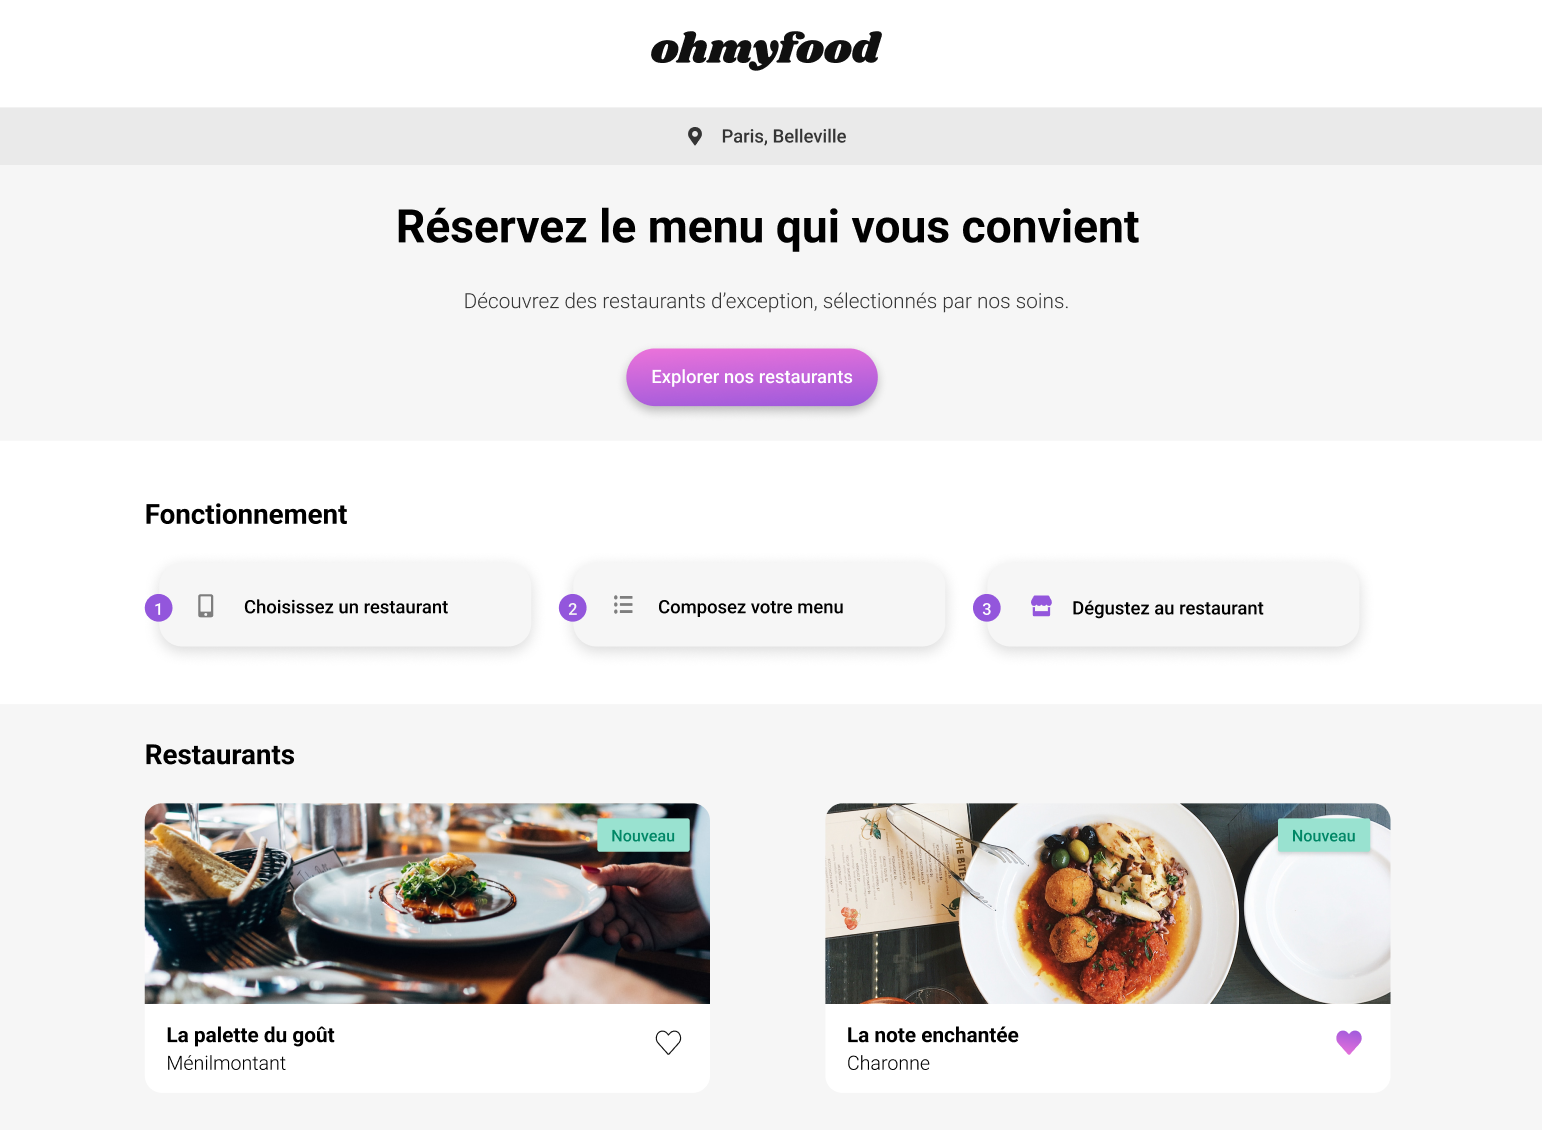 ohmyfood
Paris, Belleville
Réservez le menu qui vous convient
Découvrez des restaurants d’exception, sélectionnés par nos soins.
Explorer nos restaurants
Fonctionnement
1 Choisissez un restaurant
2 Composez votre menu
3 Dégustez au restaurant
Restaurants
Nouveau
Nouveau
THE BITE
La palette du goût
Ménilmontant
La note enchantée
Charonne